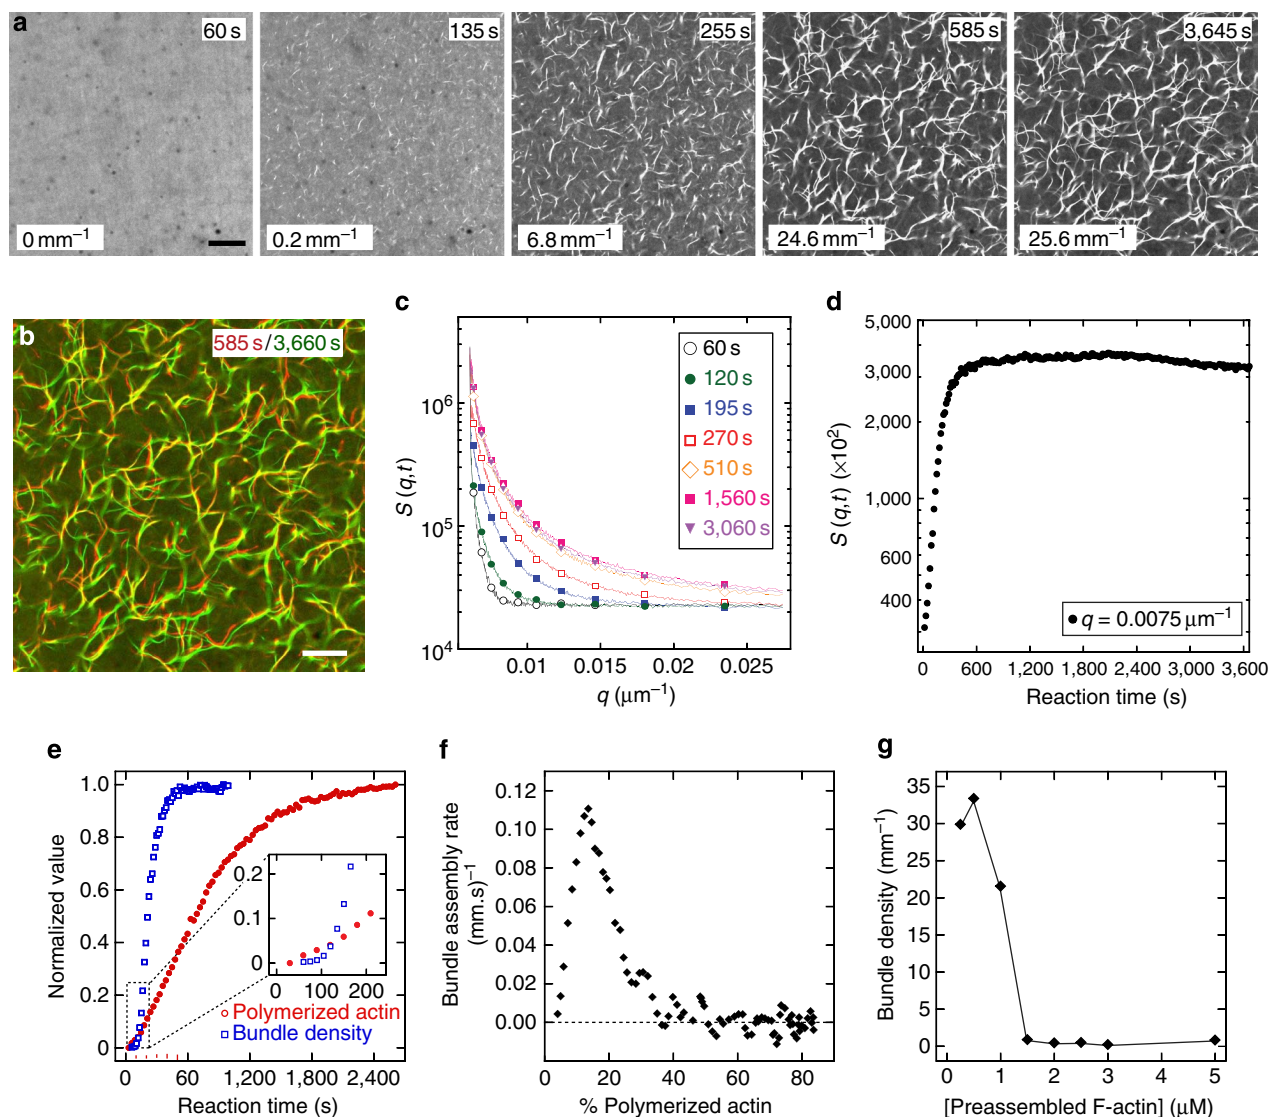 a
60 s
135 s
255 s
585 s
3,645 s
0 mm⁻¹
0.2 mm⁻¹
6.8 mm⁻¹
24.6 mm⁻¹
25.6 mm⁻¹
b
585 s/3,660 s
c
S (q,t)
10⁶
10⁵
10⁴
60 s
120 s
195 s
270 s
510 s
1,560 s
3,060 s
0.01 0.015 0.02 0.025
q (μm⁻¹)
d
S (q,t) (×10²)
5,000
3,000
2,000
1,000
600
400
q = 0.0075 μm⁻¹
0 600 1,200 1,800 2,400 3,000 3,600
Reaction time (s)
e
Normalized value
1.0
0.8
0.6
0.4
0.2
0
0.2
0.1
0
0 100 200
Polymerized actin
Bundle density
0 60 1,200 1,800 2,400
Reaction time (s)
f
Bundle assembly rate
(mm.s)⁻¹
0.12
0.10
0.08
0.06
0.04
0.02
0.00
0 20 40 60 80
% Polymerized actin
g
Bundle density (mm⁻¹)
35
30
25
20
15
10
5
0
0 1 2 3 4 5
[Preassembled F-actin] (μM)